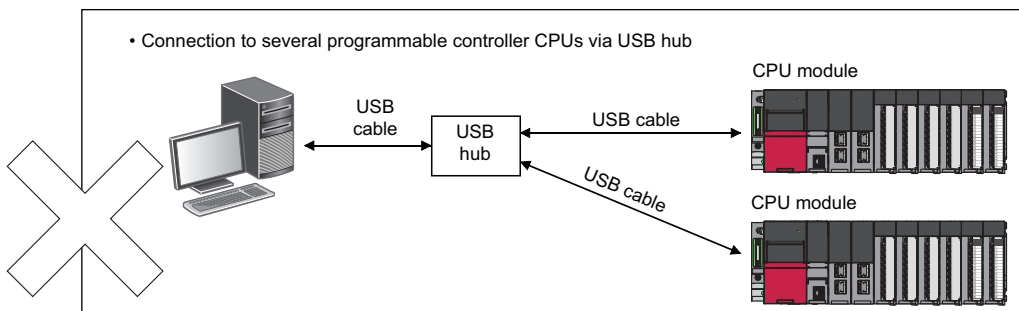 • Connection to several programmable controller CPUs via USB hub
CPU module
USB
cable
USB
hub
USB cable
USB cable
CPU module